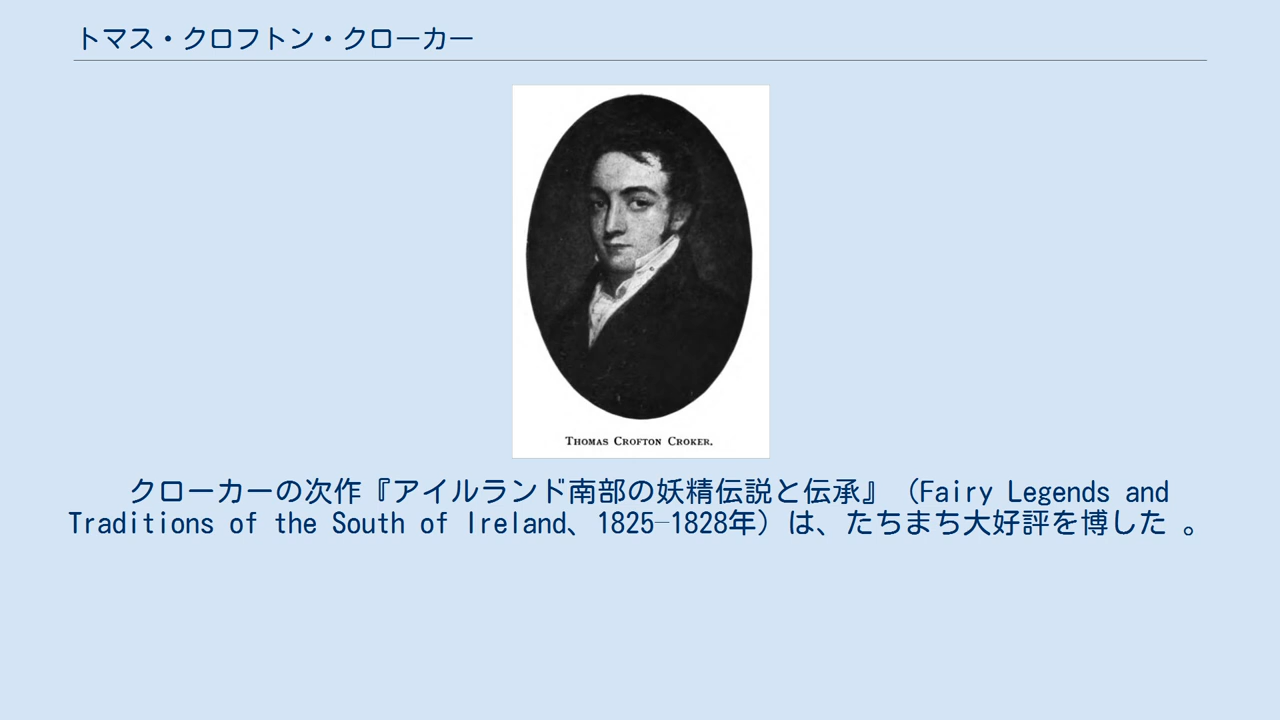 トマス・クロフトン・クローカー
THOMAS CROFTON CROKER.
クローカーの次作『アイルランド南部の妖精伝説と伝承』（Fairy Legends and
Traditions of the South of Ireland、1825–1828年）は、たちまち大好評を博した 。